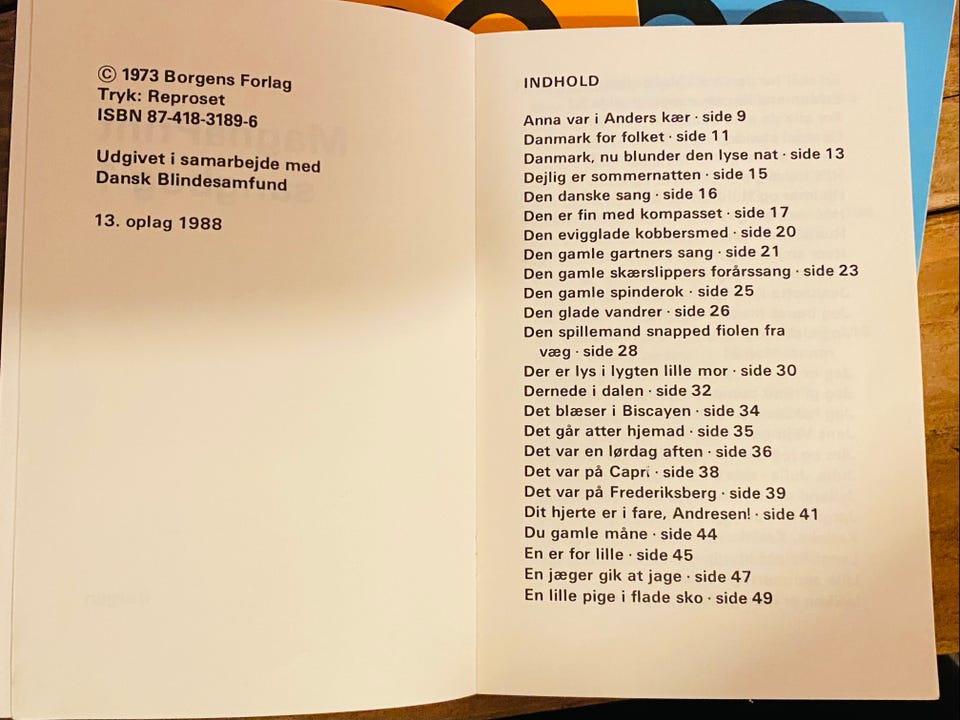 © 1973 Borgens Forlag
Tryk: Reproset
ISBN 87-418-3189-6
Udgivet i samarbejde med
Dansk Blindesamfund
13. oplag 1988
INDHOLD
Anna var i Anders kær · side 9
Danmark for folket · side 11
Danmark, nu blunder den lyse nat · side 13
Dejlig er sommernatten · side 15
Den danske sang · side 16
Den er fin med kompasset · side 17
Den evigglade kobbersmed · side 20
Den gamle gartners sang · side 21
Den gamle skærslippers forårssang · side 23
Den gamle spinderok · side 25
Den glade vandrer · side 26
Den spillemand snapped fiolen fra
væg · side 28
Der er lys i lygten lille mor · side 30
Dernede i dalen · side 32
Det blæser i Biscayen · side 34
Det går atter hjemad · side 35
Det var en lørdag aften · side 36
Det var på Capri · side 38
Det var på Frederiksberg · side 39
Dit hjerte er i fare, Andresen! · side 41
Du gamle måne · side 44
En er for lille · side 45
En jæger gik at jage · side 47
En lille pige i flade sko · side 49